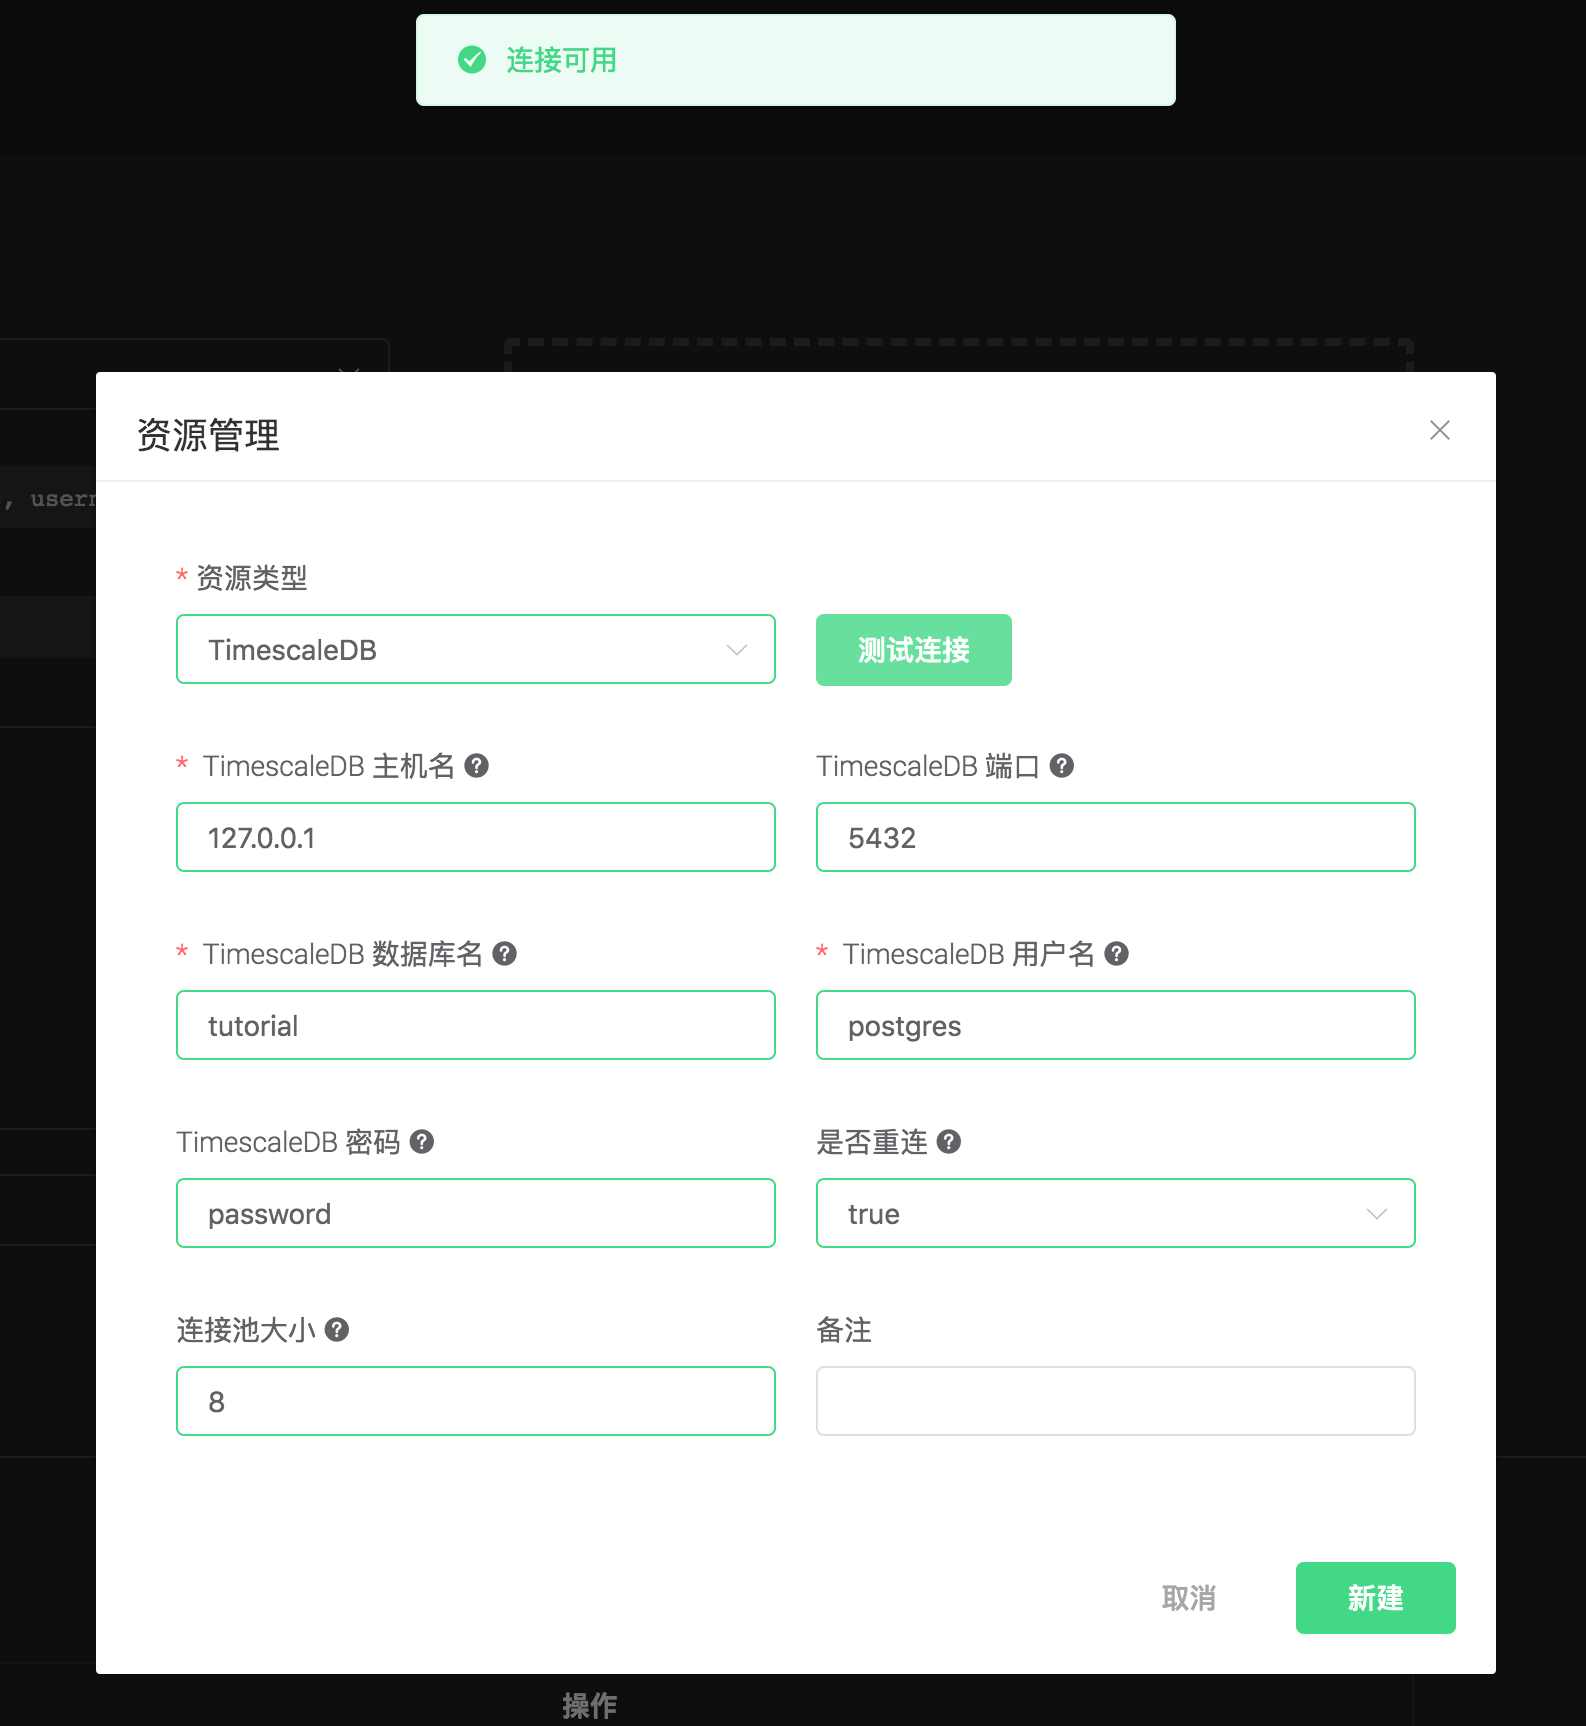 连接可用
, user
资源管理
* 资源类型
TimescaleDB
测试连接
* TimescaleDB 主机名
TimescaleDB 端口
127.0.0.1
5432
* TimescaleDB 数据库名
* TimescaleDB 用户名
tutorial
postgres
TimescaleDB 密码
是否重连
password
true
连接池大小
备注
8
取消
新建
操作